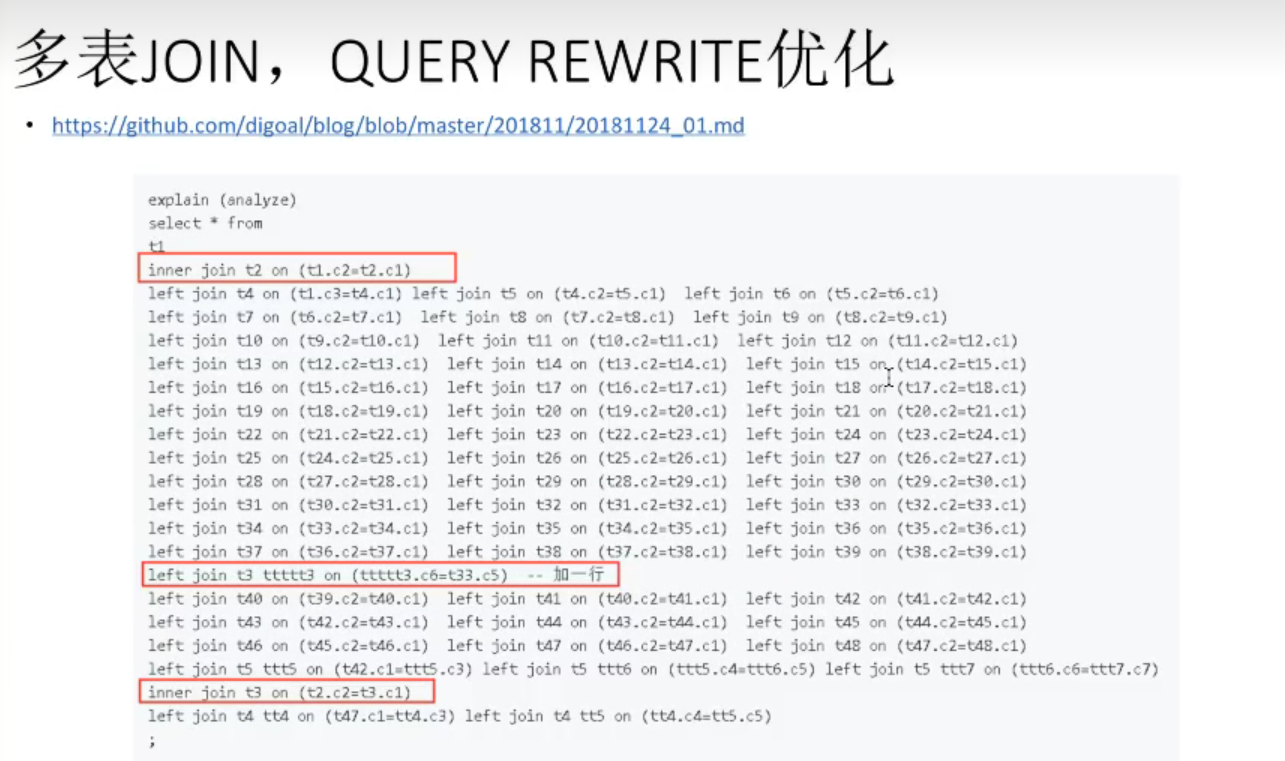 多表JOIN，QUERY REWRITE优化
• https://github.com/digoal/blog/blob/master/201811/20181124_01.md
explain (analyze)
select * from
t1
inner join t2 on (t1.c2=t2.c1)
left join t4 on (t1.c3=t4.c1) left join t5 on (t4.c2=t5.c1)  left join t6 on (t5.c2=t6.c1)
left join t7 on (t6.c2=t7.c1)  left join t8 on (t7.c2=t8.c1)  left join t9 on (t8.c2=t9.c1)
left join t10 on (t9.c2=t10.c1)  left join t11 on (t10.c2=t11.c1)  left join t12 on (t11.c2=t12.c1)
left join t13 on (t12.c2=t13.c1)  left join t14 on (t13.c2=t14.c1)  left join t15 on (t14.c2=t15.c1)
left join t16 on (t15.c2=t16.c1)  left join t17 on (t16.c2=t17.c1)  left join t18 on (t17.c2=t18.c1)
left join t19 on (t18.c2=t19.c1)  left join t20 on (t19.c2=t20.c1)  left join t21 on (t20.c2=t21.c1)
left join t22 on (t21.c2=t22.c1)  left join t23 on (t22.c2=t23.c1)  left join t24 on (t23.c2=t24.c1)
left join t25 on (t24.c2=t25.c1)  left join t26 on (t25.c2=t26.c1)  left join t27 on (t26.c2=t27.c1)
left join t28 on (t27.c2=t28.c1)  left join t29 on (t28.c2=t29.c1)  left join t30 on (t29.c2=t30.c1)
left join t31 on (t30.c2=t31.c1)  left join t32 on (t31.c2=t32.c1)  left join t33 on (t32.c2=t33.c1)
left join t34 on (t33.c2=t34.c1)  left join t35 on (t34.c2=t35.c1)  left join t36 on (t35.c2=t36.c1)
left join t37 on (t36.c2=t37.c1)  left join t38 on (t37.c2=t38.c1)  left join t39 on (t38.c2=t39.c1)
left join t3 ttttt3 on (ttttt3.c6=t33.c5)  -- 加一行
left join t40 on (t39.c2=t40.c1)  left join t41 on (t40.c2=t41.c1)  left join t42 on (t41.c2=t42.c1)
left join t43 on (t42.c2=t43.c1)  left join t44 on (t43.c2=t44.c1)  left join t45 on (t44.c2=t45.c1)
left join t46 on (t45.c2=t46.c1)  left join t47 on (t46.c2=t47.c1)  left join t48 on (t47.c2=t48.c1)
left join t5 ttt5 on (t42.c1=ttt5.c3) left join t5 ttt6 on (ttt5.c4=ttt6.c5) left join t5 ttt7 on (ttt6.c6=ttt7.c7)
inner join t3 on (t2.c2=t3.c1)
left join t4 tt4 on (t47.c1=tt4.c3) left join t4 tt5 on (tt4.c4=tt5.c5)
;